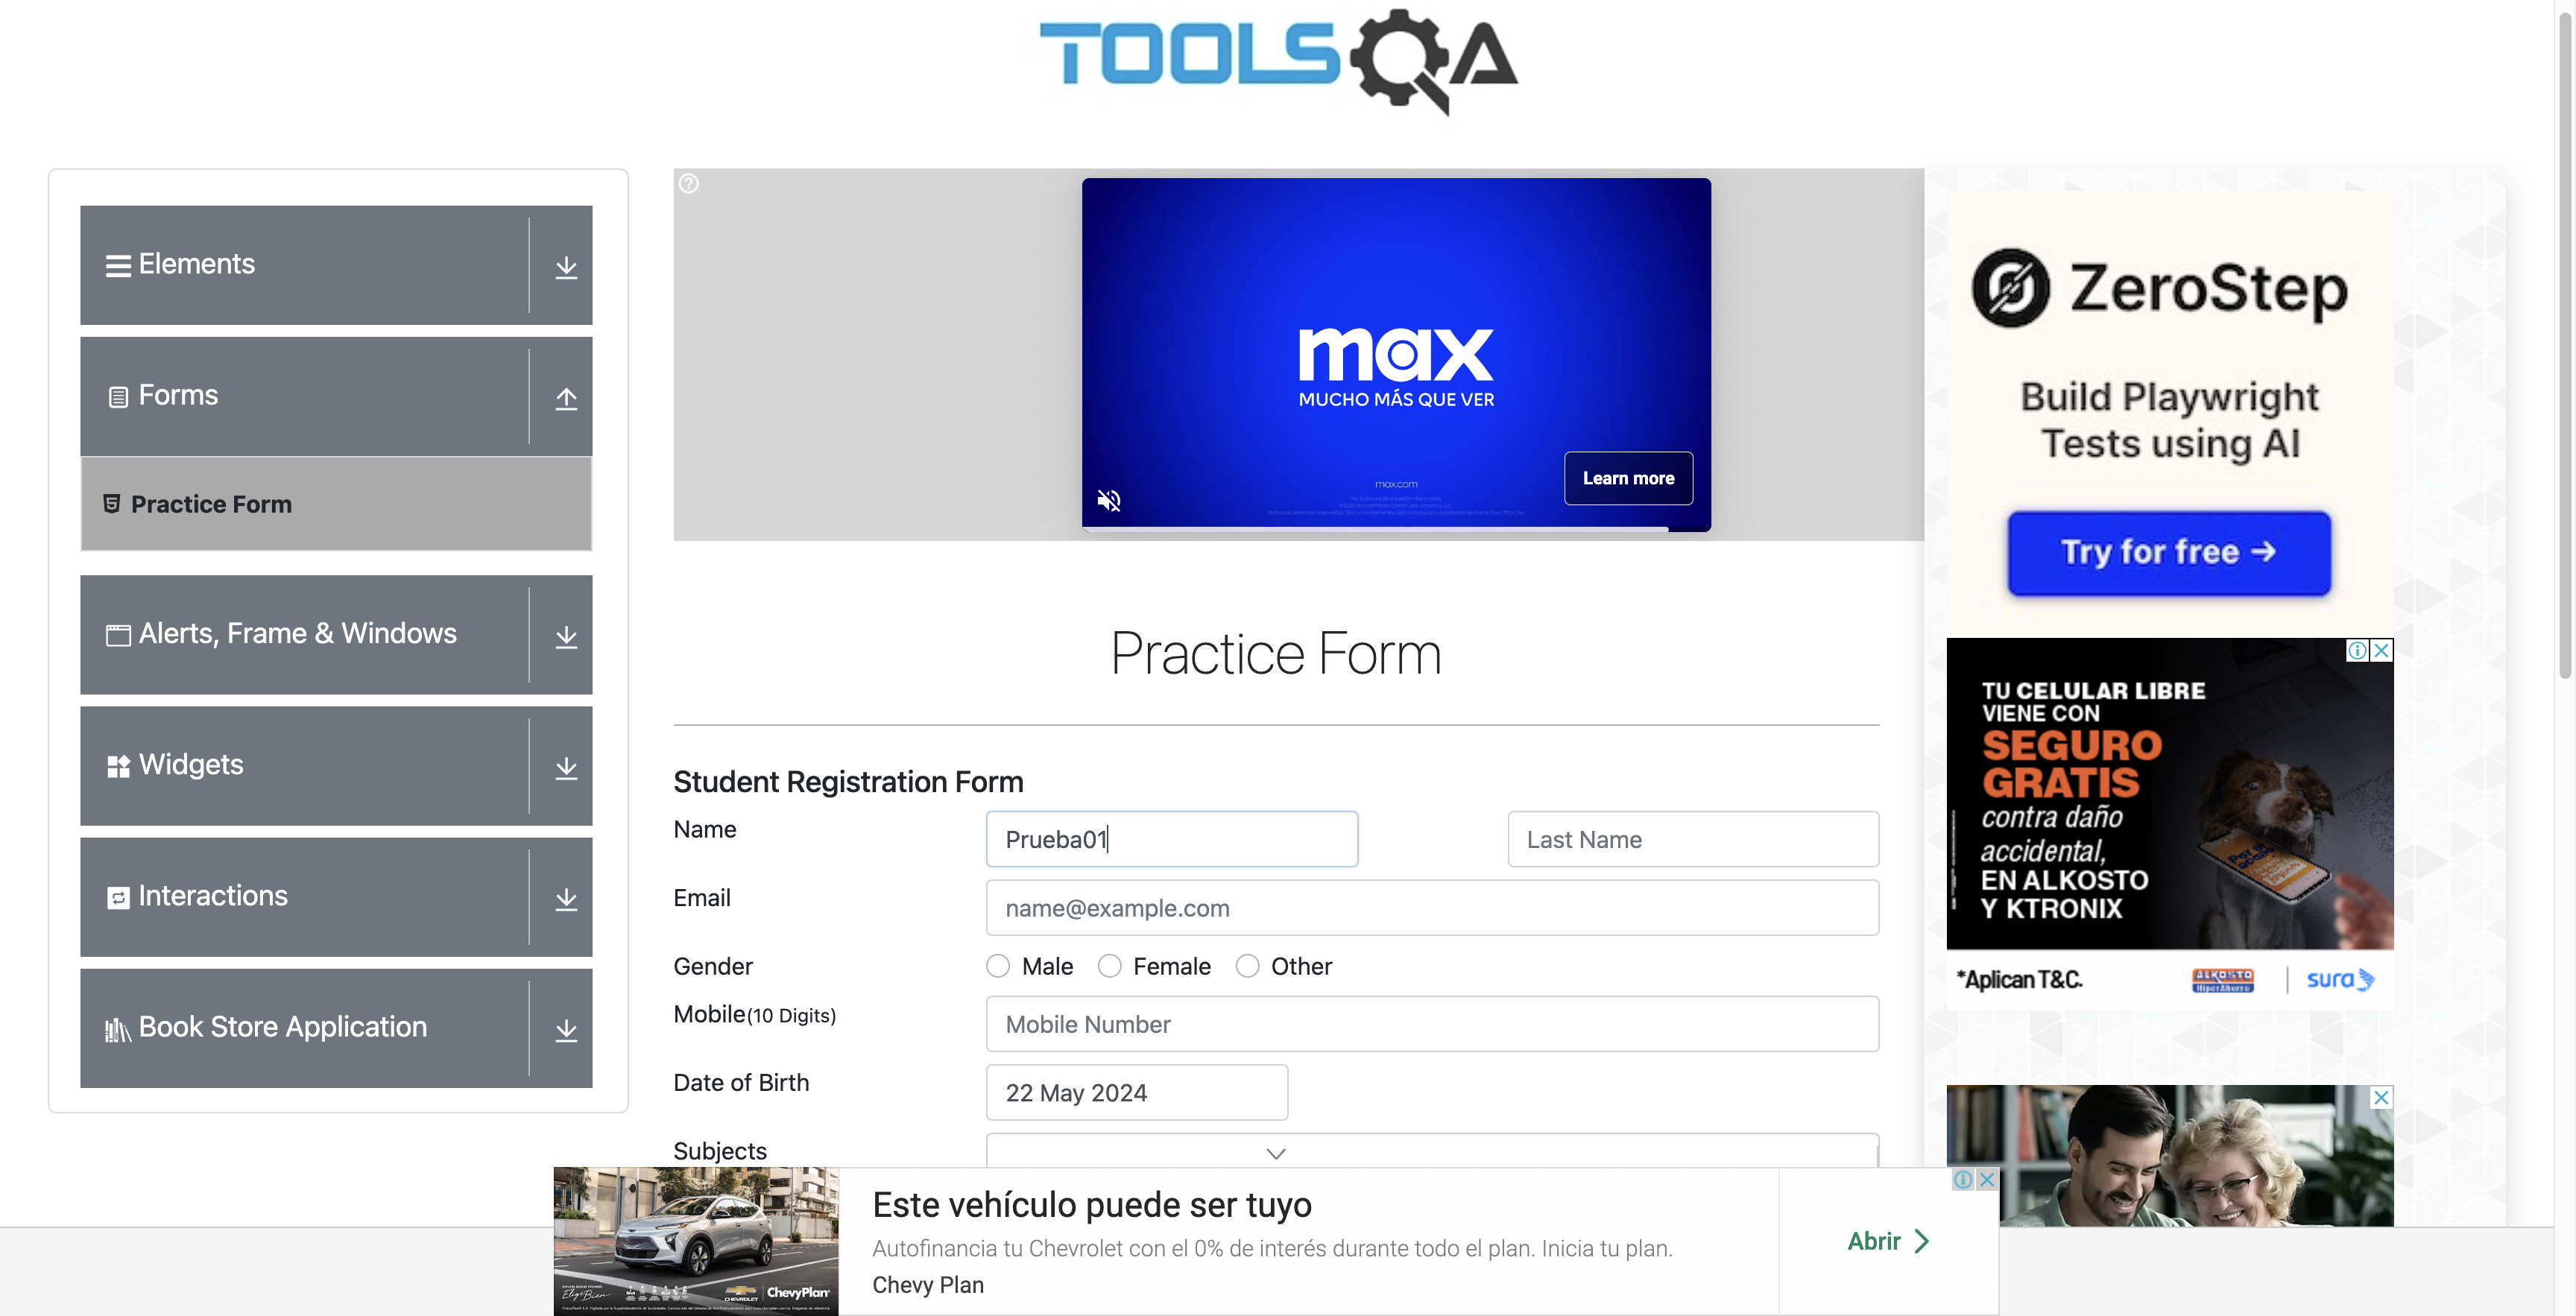 TOOLSQA
Elements
Forms
Practice Form
Alerts, Frame & Windows
Widgets
Interactions
Book Store Application
max
MUCHO MÁS QUE VER
max.com
Learn more
Practice Form
Student Registration Form
Name
Prueba01
Last Name
Email
name@example.com
Gender
Male
Female
Other
Mobile(10 Digits)
Mobile Number
Date of Birth
22 May 2024
Subjects
ZeroStep
Build Playwright
Tests using AI
Try for free →
TU CELULAR LIBRE
VIENE CON
SEGURO
GRATIS
contra daño
accidental,
EN ALKOSTO
Y KTRONIX
*Aplican T&C.
ALKOSTO
HiperAhorro
sura
Elige Bien
CHEVROLET
ChevyPlan
Este vehículo puede ser tuyo
Autofinancia tu Chevrolet con el 0% de interés durante todo el plan. Inicia tu plan.
Chevy Plan
Abrir